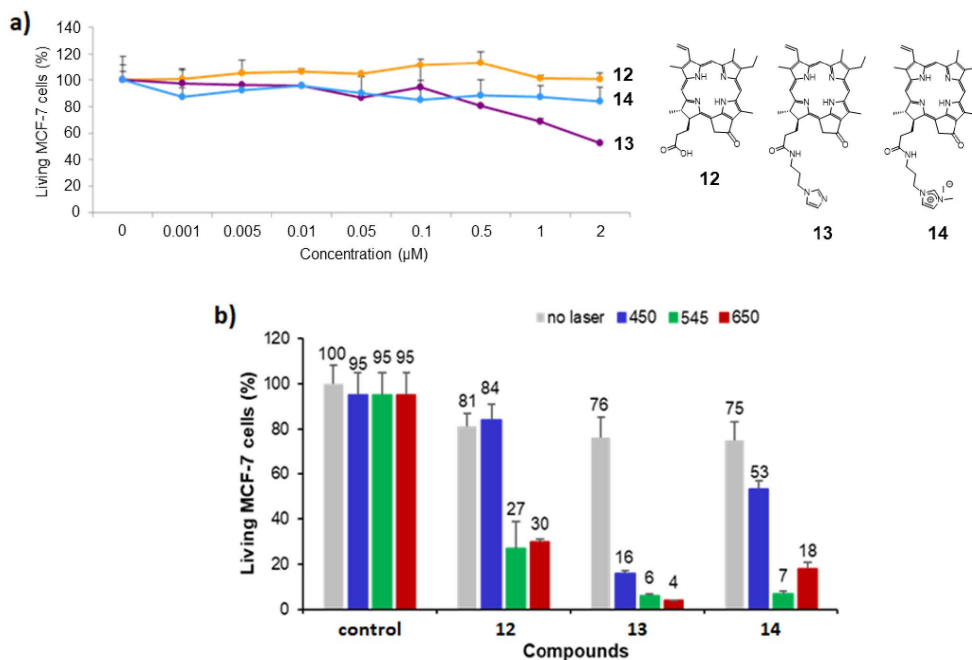 a)
Living MCF-7 cells (%)
140
120
100
80
60
40
20
0
0 0.001 0.005 0.01 0.05 0.1 0.5 1 2
Concentration (µM)
12
14
13
NH N
N HN
O OH
O
12
NH N
N HN
O
O
NH
N
N
13
NH N
N HN
O
O
NH
N
N
⊕
I ⊖
14
b)
no laser 450 545 650
Living MCF-7 cells (%)
120
100
80
60
40
20
0
100 95 95 95
81 84 27 30
76 16 6 4
75 53 7 18
control 12 13 14
Compounds